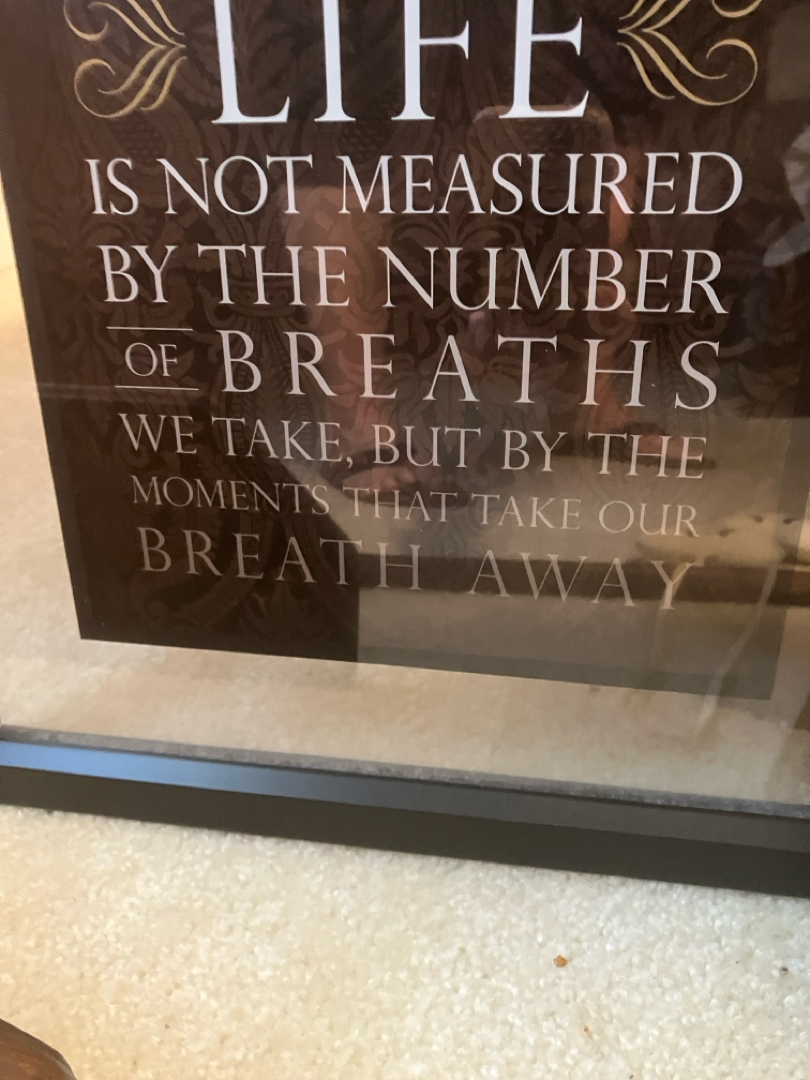 LIFE
IS NOT MEASURED
BY THE NUMBER
OF BREATHS
WE TAKE, BUT BY THE
MOMENTS THAT TAKE OUR
BREATH AWAY